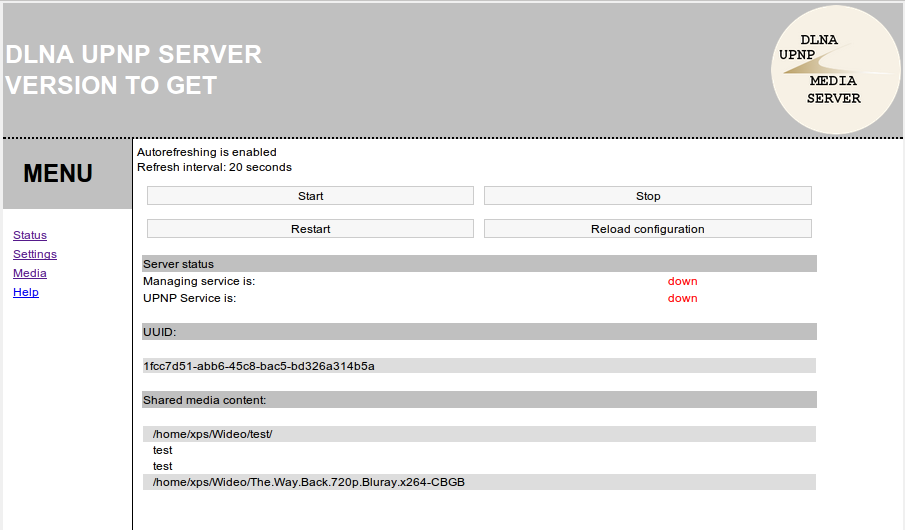 DLNA UPNP SERVER
VERSION TO GET
DLNA
UPNP
MEDIA
SERVER
MENU
Status
Settings
Media
Help
Autorefreshing is enabled
Refresh interval: 20 seconds
Start Stop
Restart Reload configuration
Server status
Managing service is: down
UPNP Service is: down
UUID:
1fcc7d51-abb6-45c8-bac5-bd326a314b5a
Shared media content:
/home/xps/Wideo/test/
test
test
/home/xps/Wideo/The.Way.Back.720p.Bluray.x264-CBGB